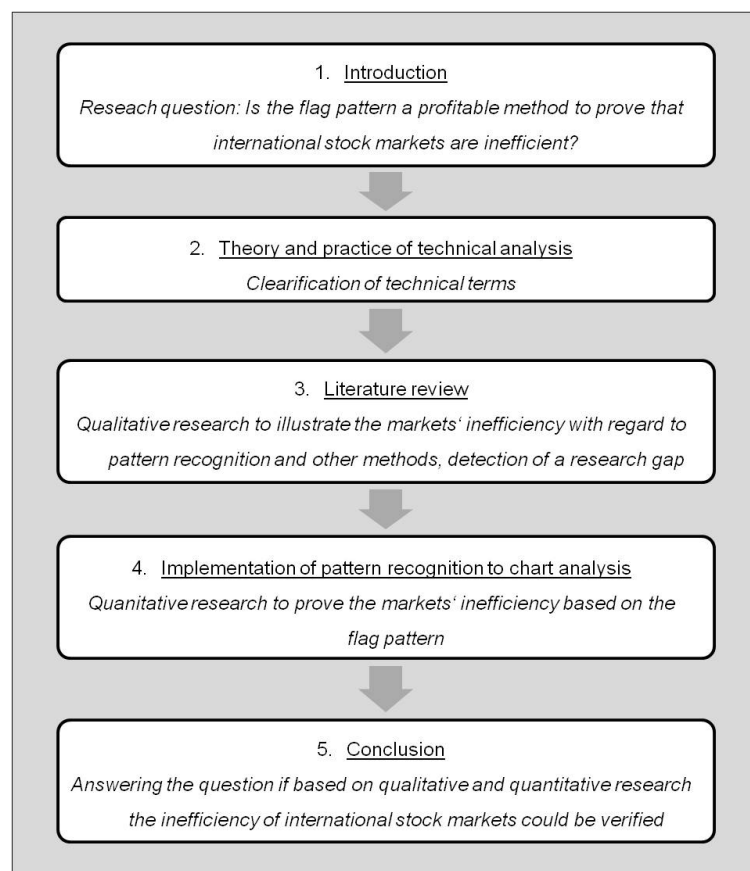 1. Introduction
Reseach question: Is the flag pattern a profitable method to prove that
international stock markets are inefficient?
2. Theory and practice of technical analysis
Clearification of technical terms
3. Literature review
Qualitative research to illustrate the markets‘ inefficiency with regard to
pattern recognition and other methods, detection of a research gap
4. Implementation of pattern recognition to chart analysis
Quanitative research to prove the markets‘ inefficiency based on the
flag pattern
5. Conclusion
Answering the question if based on qualitative and quantitative research
the inefficiency of international stock markets could be verified